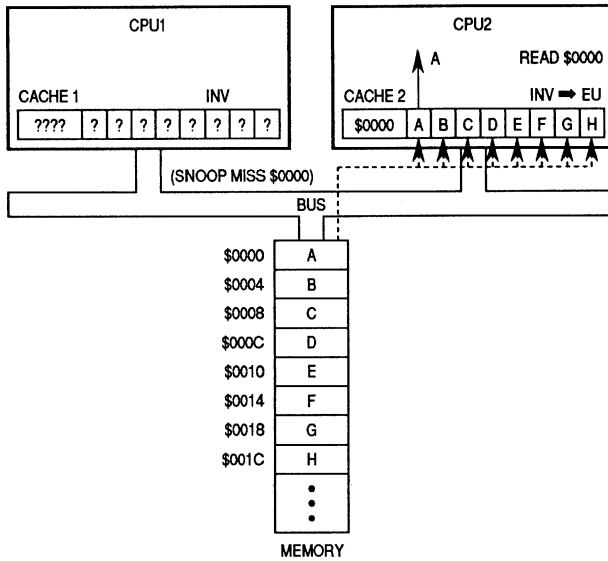 CPU1
CACHE 1 INV
???? ? ? ? ? ? ? ? ?
CPU2
A READ $0000
CACHE 2 INV ➡ EU
$0000 A B C D E F G H
(SNOOP MISS $0000)
BUS
$0000 A
$0004 B
$0008 C
$000C D
$0010 E
$0014 F
$0018 G
$001C H
MEMORY